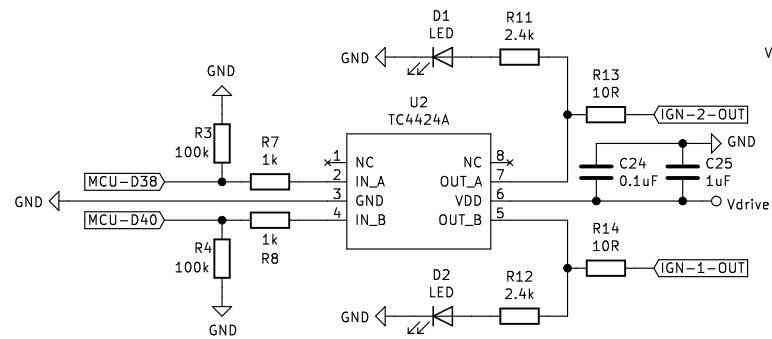 D1
LED
R11
2.4k
GND
V
GND
R13
10R
IGN-2-OUT
U2
TC4424A
R3
100k
R7
1k
GND
1
NC
NC
8
C24
0.1uF
C25
1uF
MCU-D38
2
IN_A
OUT_A
7
GND
3
GND
VDD
6
Vdrive
MCU-D40
4
IN_B
OUT_B
5
R14
10R
1k
R8
R4
100k
IGN-1-OUT
D2
LED
R12
2.4k
GND
GND